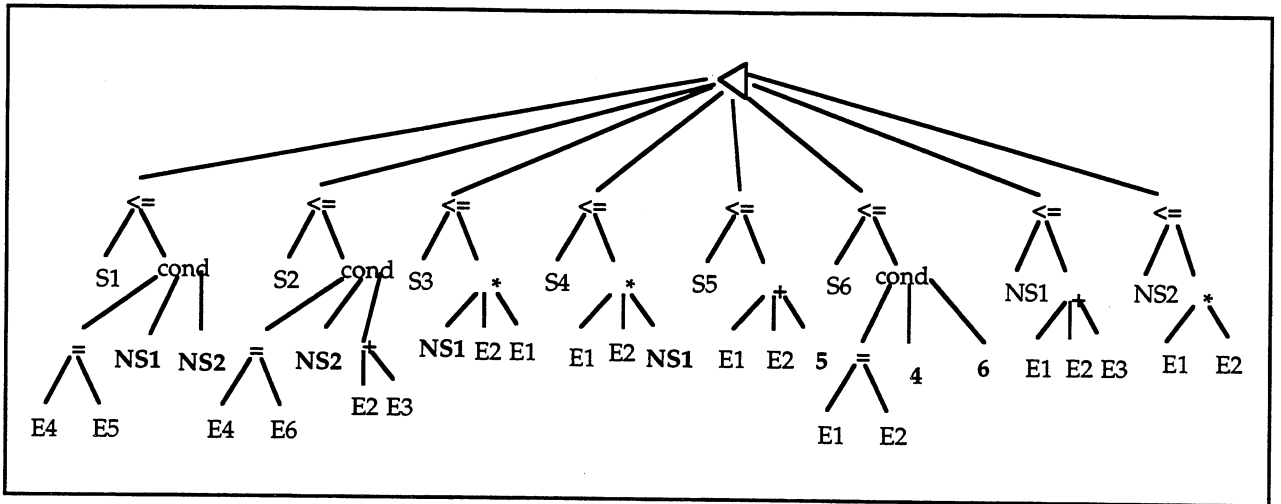 <= <= <= <= <= <= <= <=
S1 cond S2 cond S3 * S4 * S5 + S6 cond NS1 + NS2 *
= NS1 NS2 = NS2 + NS1 E2 E1 E1 E2 NS1 E1 E2 5 = 4 6 E1 E2 E3 E1 E2
E4 E5 E4 E6 E2 E3 E1 E2